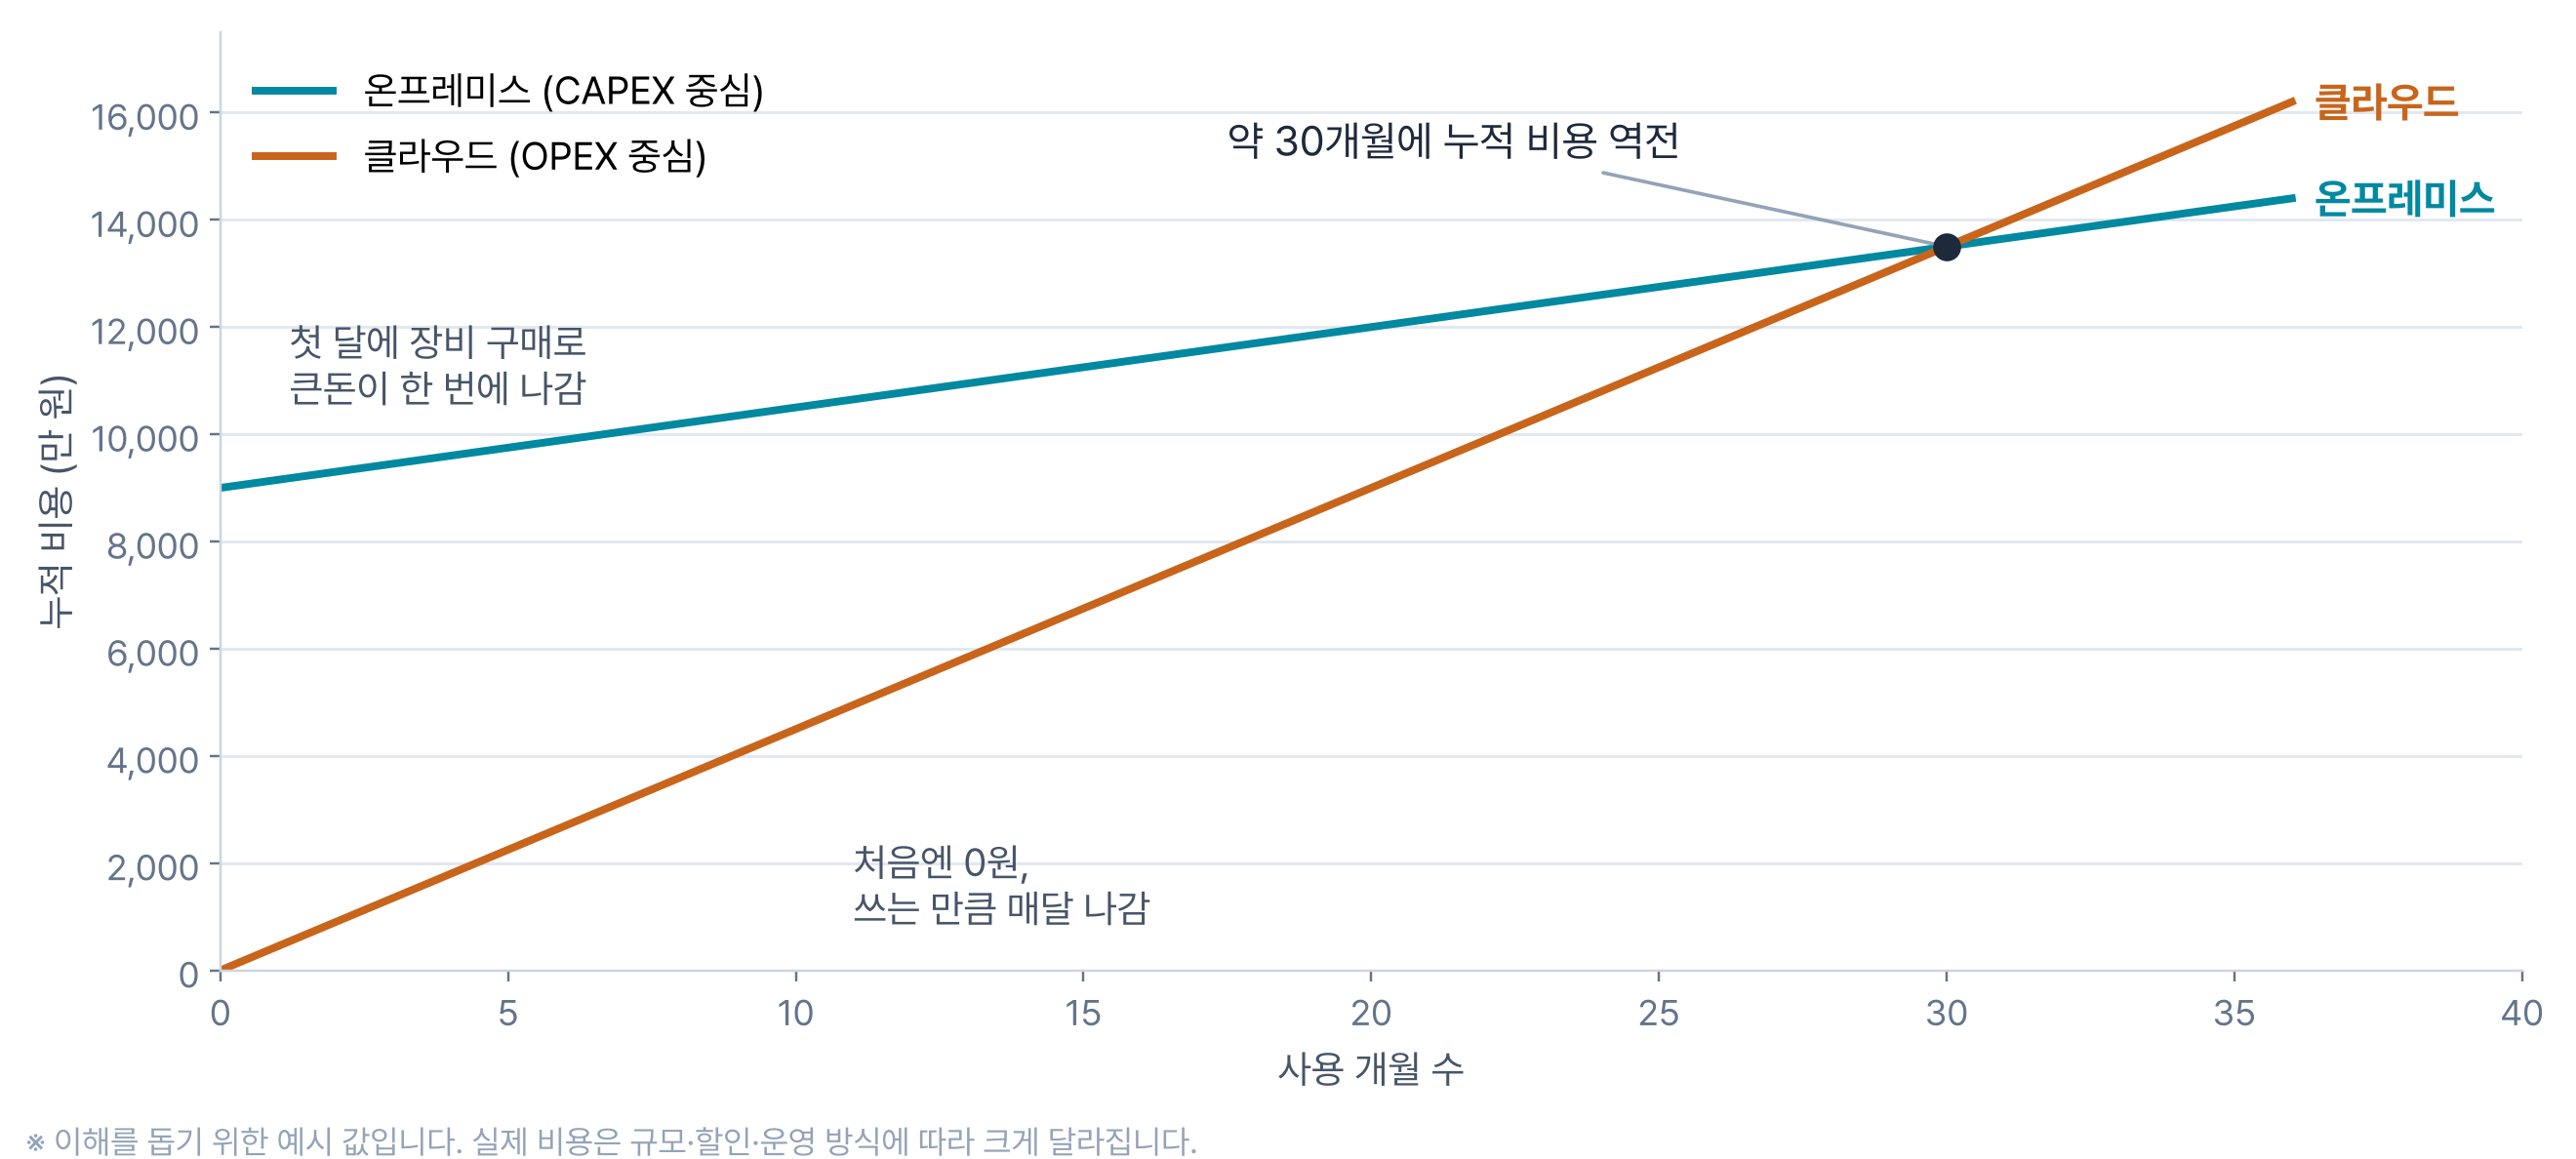 온프레미스 (CAPEX 중심)
클라우드 (OPEX 중심)
클라우드
온프레미스
약 30개월에 누적 비용 역전
첫 달에 장비 구매로
큰돈이 한 번에 나감
처음엔 0원,
쓰는 만큼 매달 나감
누적 비용 (만 원)
16,000
14,000
12,000
10,000
8,000
6,000
4,000
2,000
0
0 5 10 15 20 25 30 35 40
사용 개월 수
※ 이해를 돕기 위한 예시 값입니다. 실제 비용은 규모·할인·운영 방식에 따라 크게 달라집니다.